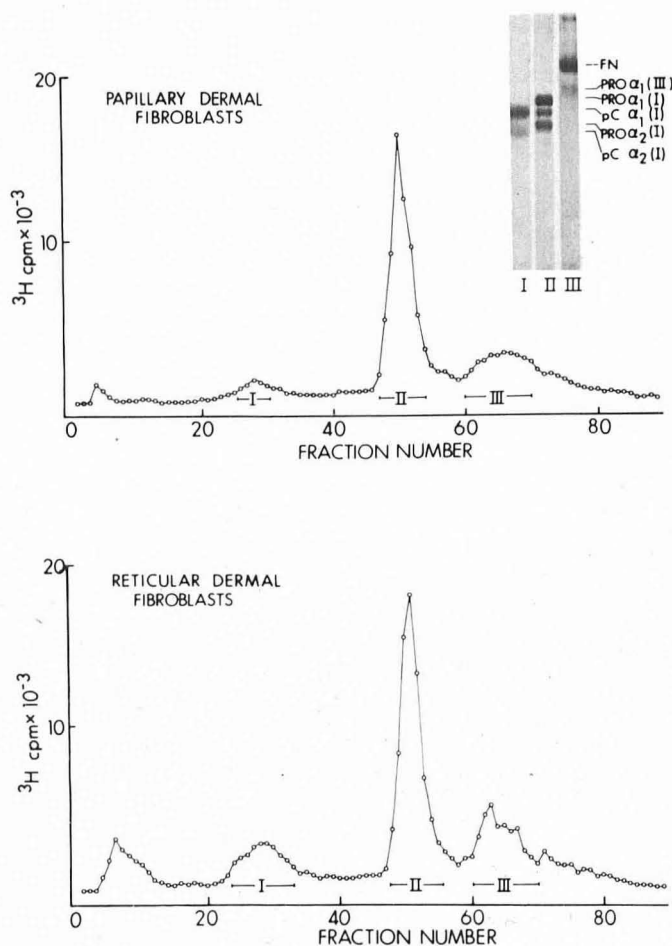 20
PAPILLARY DERMAL
FIBROBLASTS
³H cpm×10⁻³
10
FN
PRO α₁(III)
PRO α₁(I)
pC α₁(I)
PRO α₂(I)
pC α₂(I)
I II III
I II III
0 20 40 60 80
FRACTION NUMBER
20
RETICULAR DERMAL
FIBROBLASTS
³H cpm×10⁻³
10
I II III
0 20 40 60 80
FRACTION NUMBER